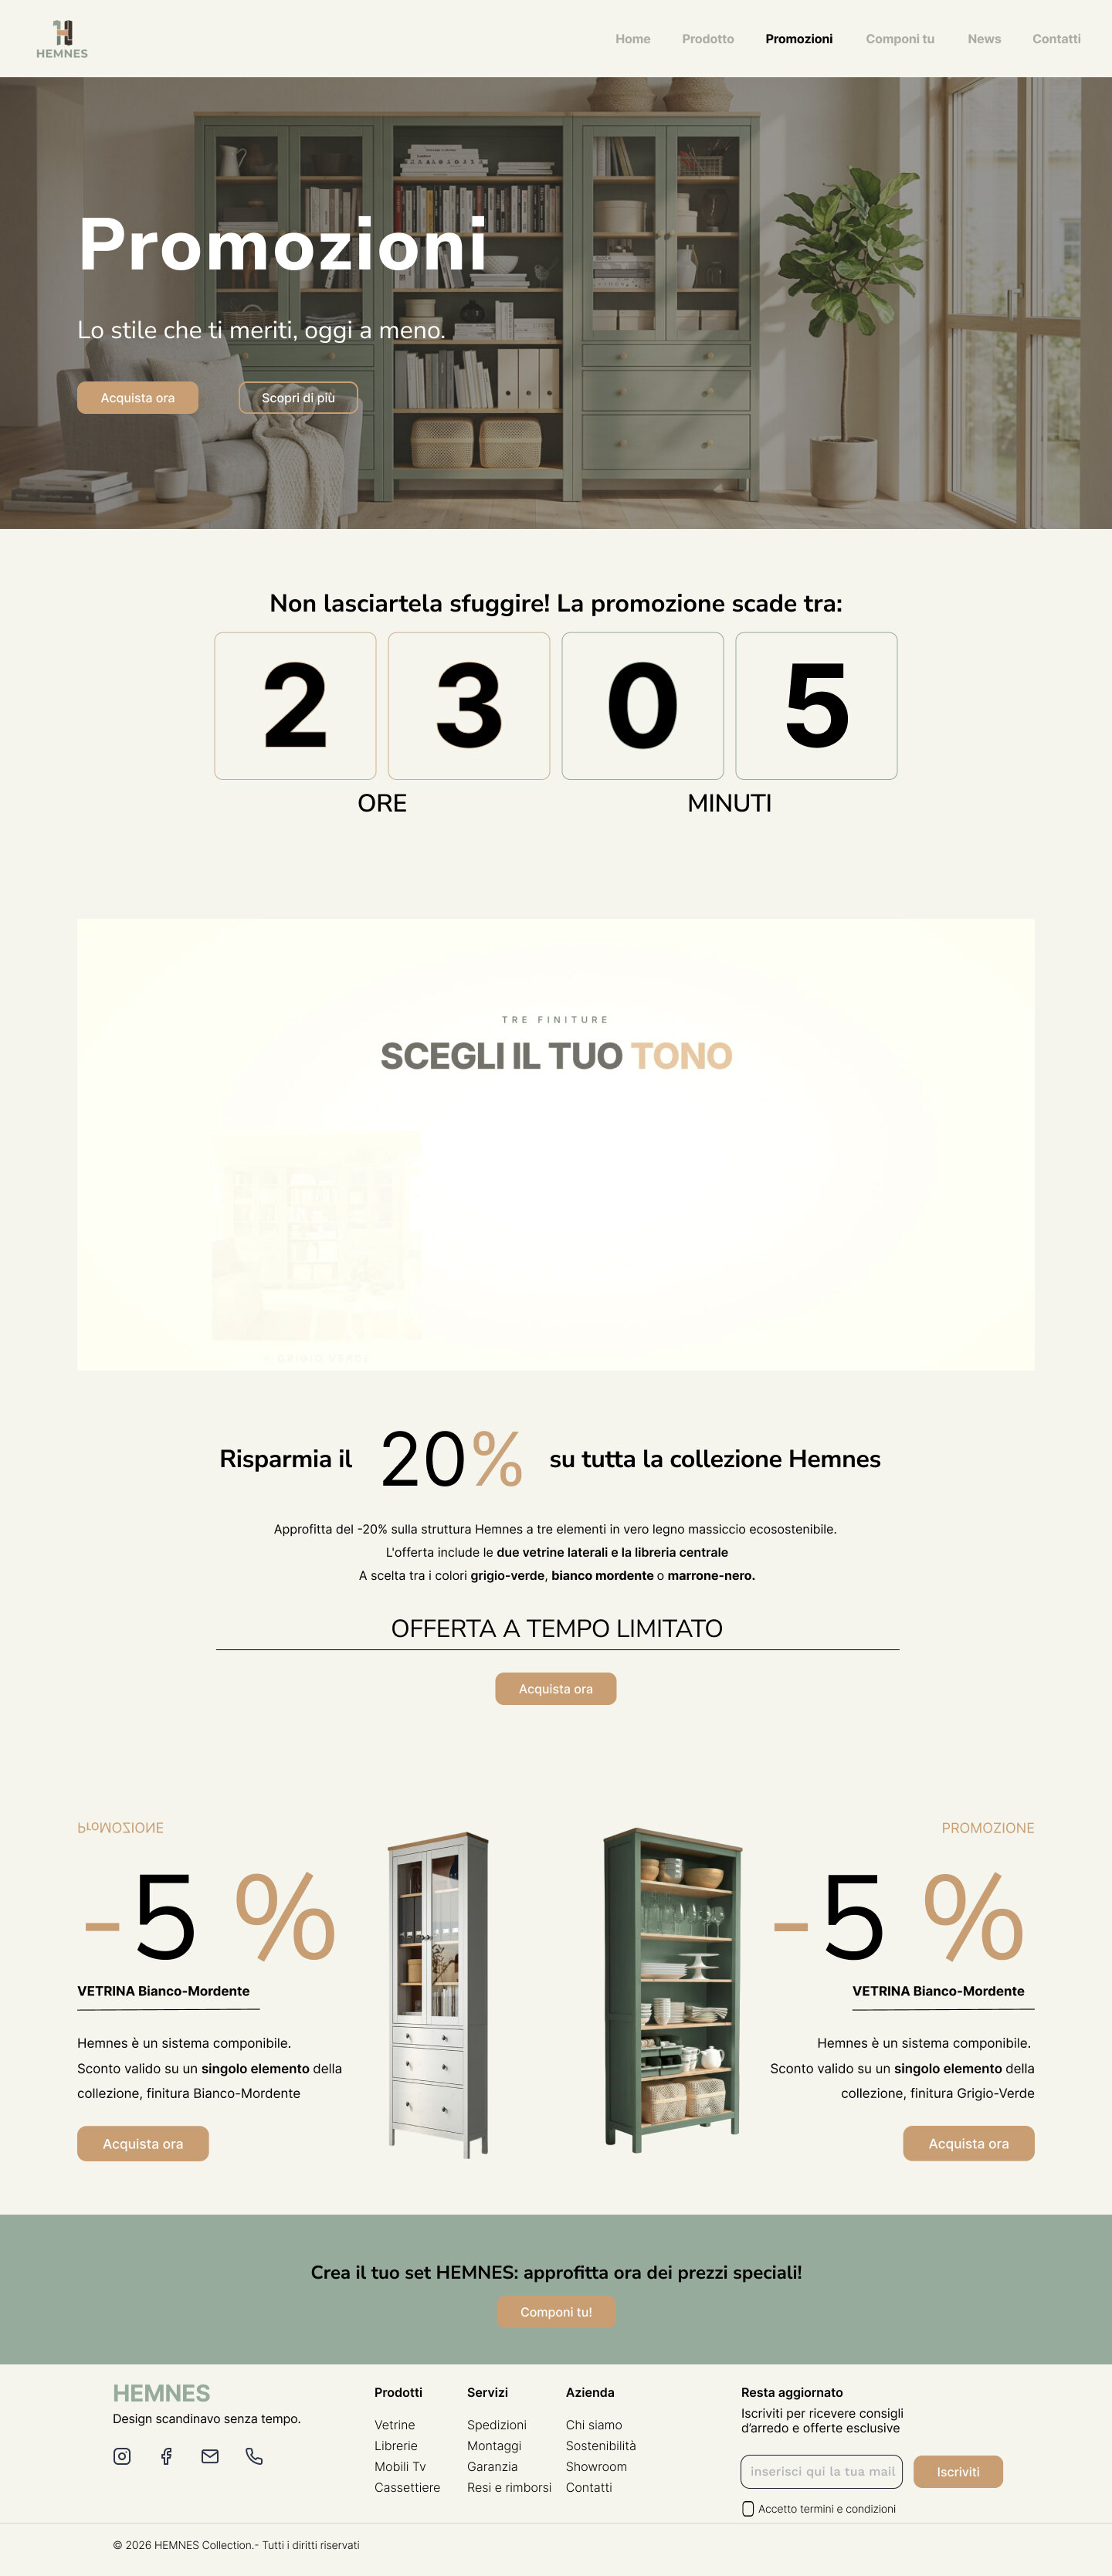 HEMNES
Home Prodotto Promozioni Componi tu News Contatti
Promozioni
Lo stile che ti meriti, oggi a meno.
Acquista ora Scopri di più
Non lasciartela sfuggire! La promozione scade tra:
2 3 0 5
ORE MINUTI
TRE FINITURE
SCEGLI IL TUO TONO
GRIGIO VERDE
Risparmia il 20% su tutta la collezione Hemnes
Approfitta del -20% sulla struttura Hemnes a tre elementi in vero legno massiccio ecosostenibile.
L'offerta include le due vetrine laterali e la libreria centrale
A scelta tra i colori grigio-verde, bianco mordente o marrone-nero.
OFFERTA A TEMPO LIMITATO
Acquista ora
PrOMOZIONE
-5 %
VETRINA Bianco-Mordente
Hemnes è un sistema componibile.
Sconto valido su un singolo elemento della
collezione, finitura Bianco-Mordente
Acquista ora
PROMOZIONE
-5 %
VETRINA Bianco-Mordente
Hemnes è un sistema componibile.
Sconto valido su un singolo elemento della
collezione, finitura Grigio-Verde
Acquista ora
Crea il tuo set HEMNES: approfitta ora dei prezzi speciali!
Componi tu!
HEMNES
Design scandinavo senza tempo.
Prodotti
Vetrine
Librerie
Mobili Tv
Cassettiere
Servizi
Spedizioni
Montaggi
Garanzia
Resi e rimborsi
Azienda
Chi siamo
Sostenibilità
Showroom
Contatti
Resta aggiornato
Iscriviti per ricevere consigli
d'arredo e offerte esclusive
inserisci qui la tua mail Iscriviti
Accetto termini e condizioni
© 2026 HEMNES Collection.- Tutti i diritti riservati